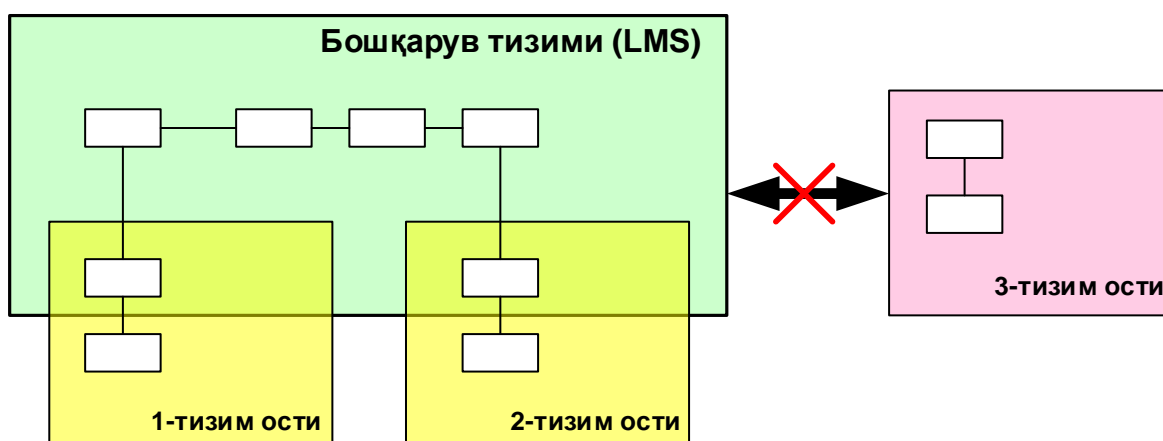 Бошқарув тизими (LMS)
3-тизим ости
1-тизим ости
2-тизим ости